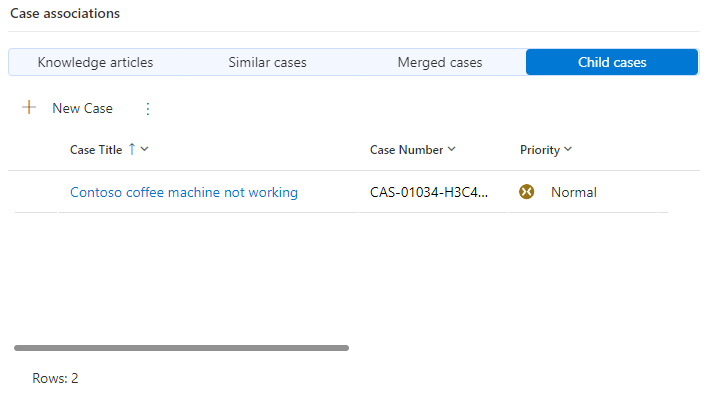 Case associations
Knowledge articles Similar cases Merged cases Child cases
+ New Case
Case Title ↑ Case Number Priority
Contoso coffee machine not working CAS-01034-H3C4... Normal
Rows: 2